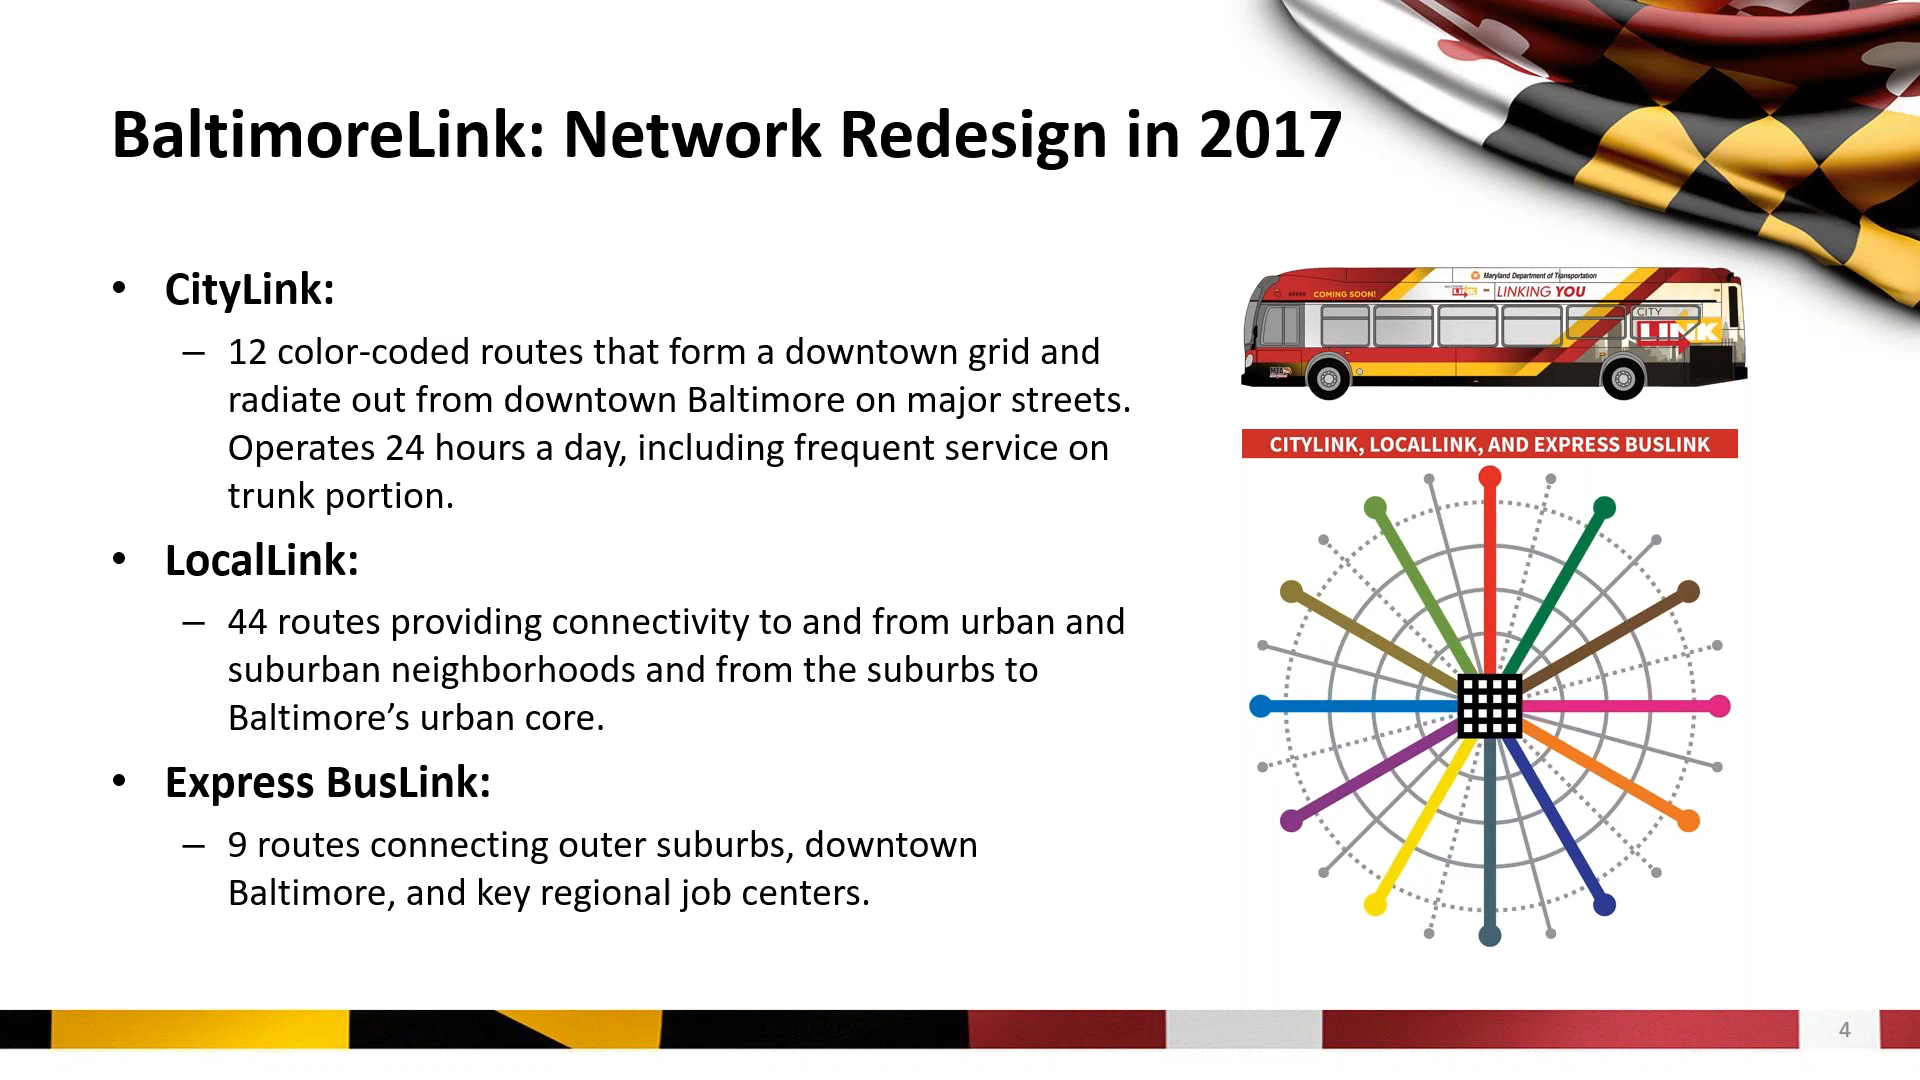 BaltimoreLink: Network Redesign in 2017
• CityLink:
– 12 color-coded routes that form a downtown grid and
radiate out from downtown Baltimore on major streets.
Operates 24 hours a day, including frequent service on
trunk portion.
• LocalLink:
– 44 routes providing connectivity to and from urban and
suburban neighborhoods and from the suburbs to
Baltimore’s urban core.
• Express BusLink:
– 9 routes connecting outer suburbs, downtown
Baltimore, and key regional job centers.
Maryland Department of Transportation
COMING SOON!
LINK - LINKING YOU
CITY
LINK
CITYLINK, LOCALLINK, AND EXPRESS BUSLINK
4